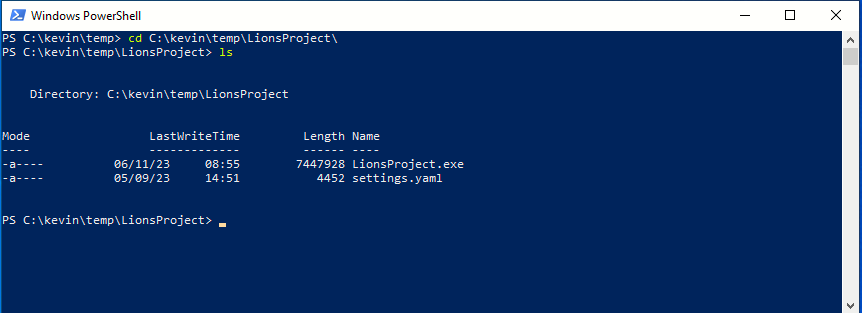 Windows PowerShell
PS C:\kevin\temp> cd C:\kevin\temp\LionsProject\
PS C:\kevin\temp\LionsProject> ls
Directory: C:\kevin\temp\LionsProject
Mode                 LastWriteTime         Length Name
----                 -------------         ------ ----
-a----        06/11/23     08:55        7447928 LionsProject.exe
-a----        05/09/23     14:51           4452 settings.yaml
PS C:\kevin\temp\LionsProject>